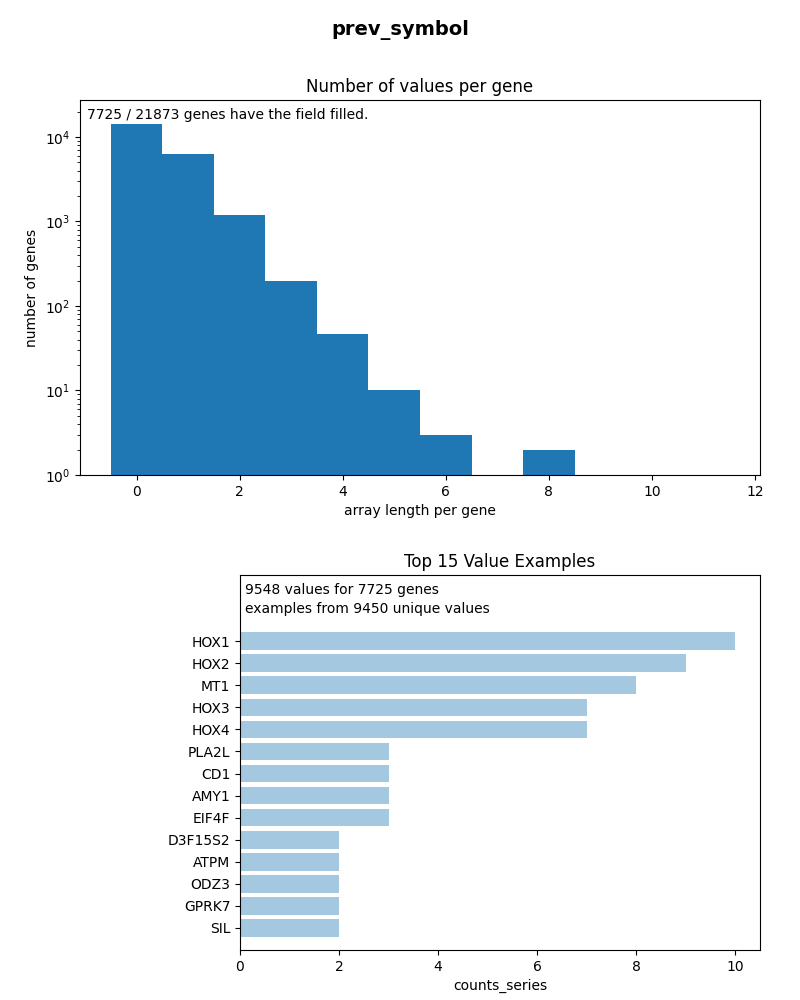 prev_symbol
Number of values per gene
7725 / 21873 genes have the field filled.
10^4
10^3
10^2
10^1
10^0
number of genes
0 2 4 6 8 10 12
array length per gene
Top 15 Value Examples
9548 values for 7725 genes
examples from 9450 unique values
HOX1
HOX2
MT1
HOX3
HOX4
PLA2L
CD1
AMY1
EIF4F
D3F15S2
ATPM
ODZ3
GPRK7
SIL
0 2 4 6 8 10
counts_series